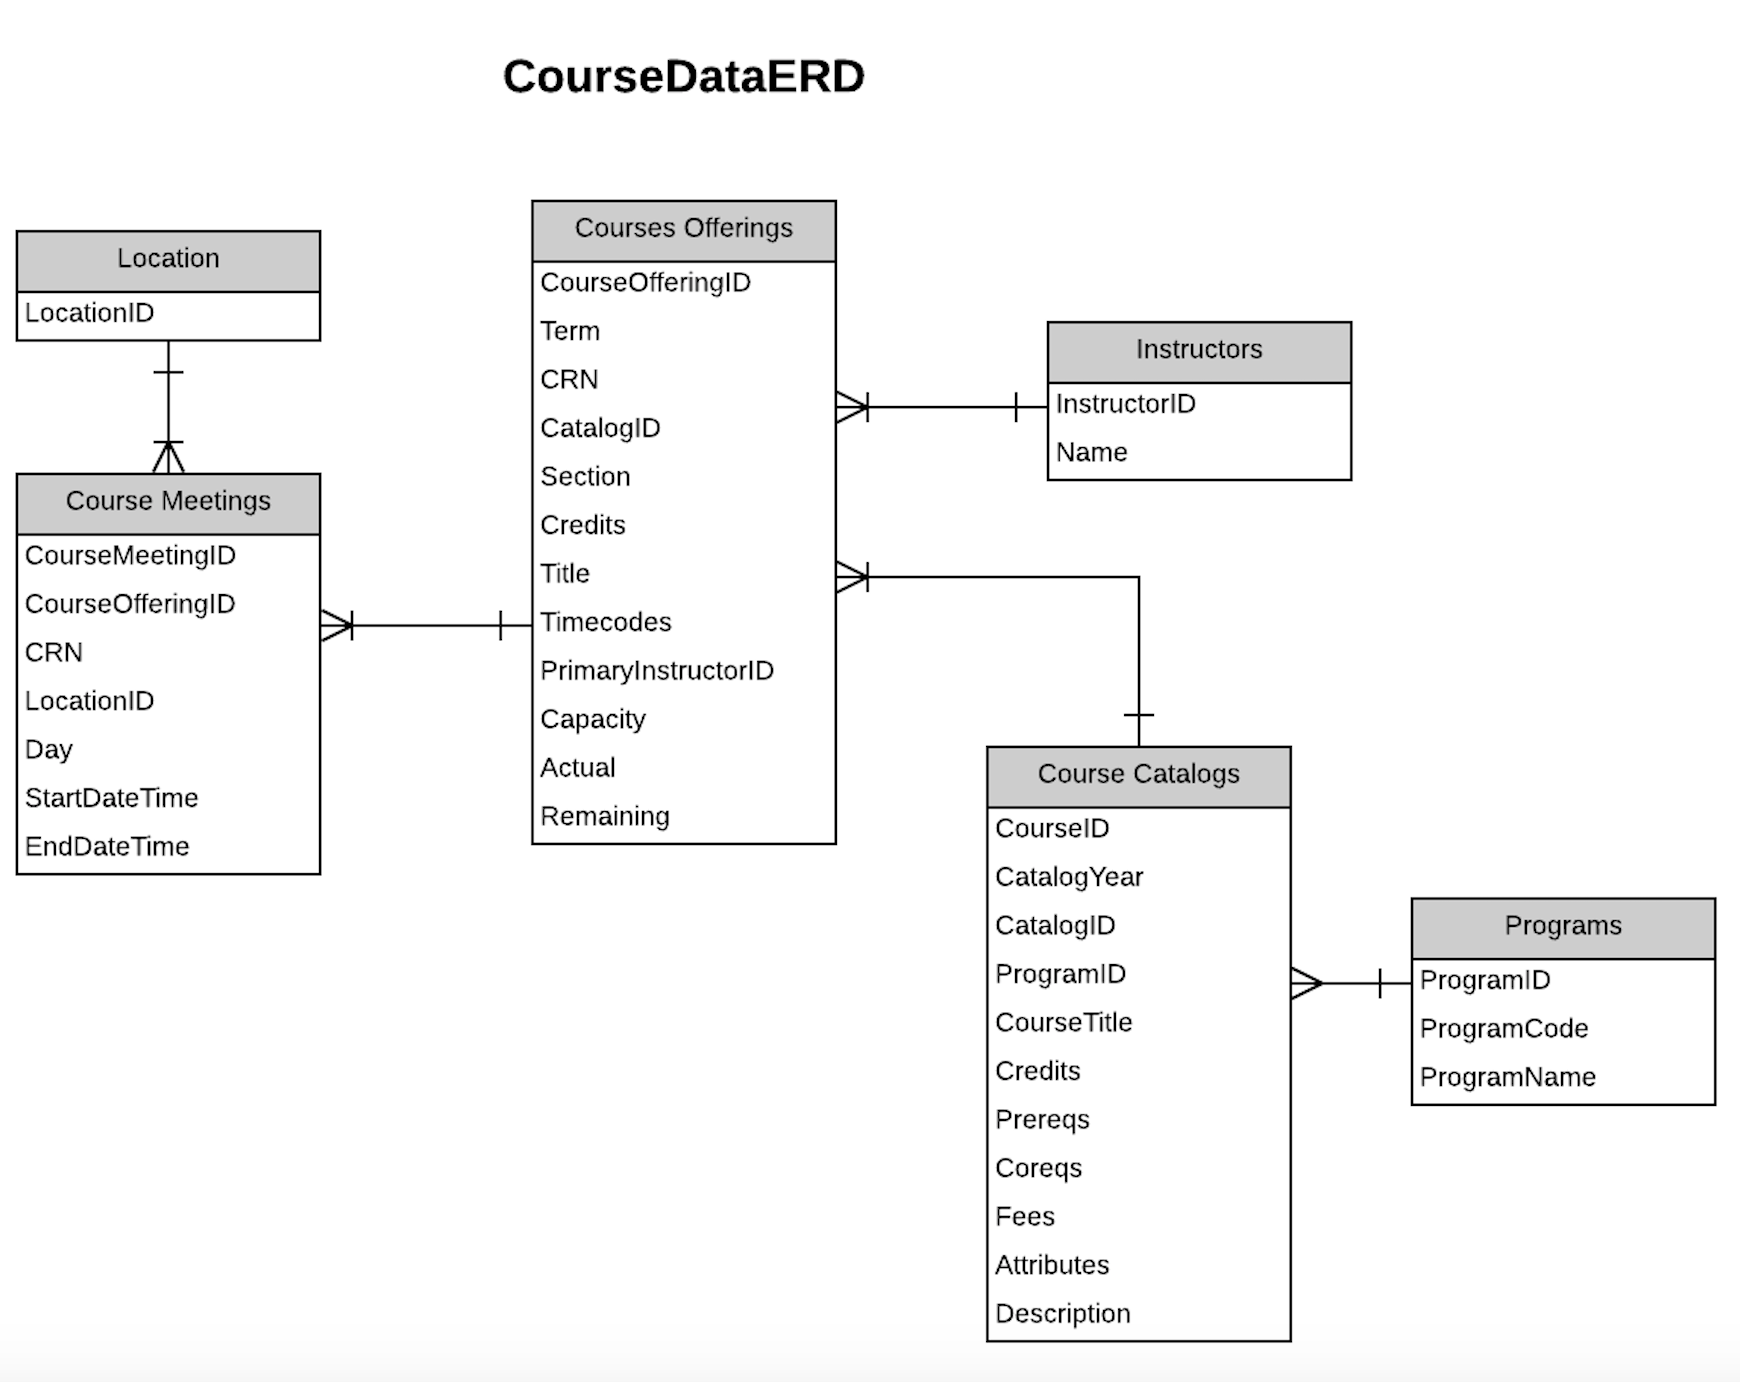 CourseDataERD
Location
LocationID
Course Meetings
CourseMeetingID
CourseOfferingID
CRN
LocationID
Day
StartDateTime
EndDateTime
Courses Offerings
CourseOfferingID
Term
CRN
CatalogID
Section
Credits
Title
Timecodes
PrimaryInstructorID
Capacity
Actual
Remaining
Instructors
InstructorID
Name
Course Catalogs
CourseID
CatalogYear
CatalogID
ProgramID
CourseTitle
Credits
Prereqs
Coreqs
Fees
Attributes
Description
Programs
ProgramID
ProgramCode
ProgramName